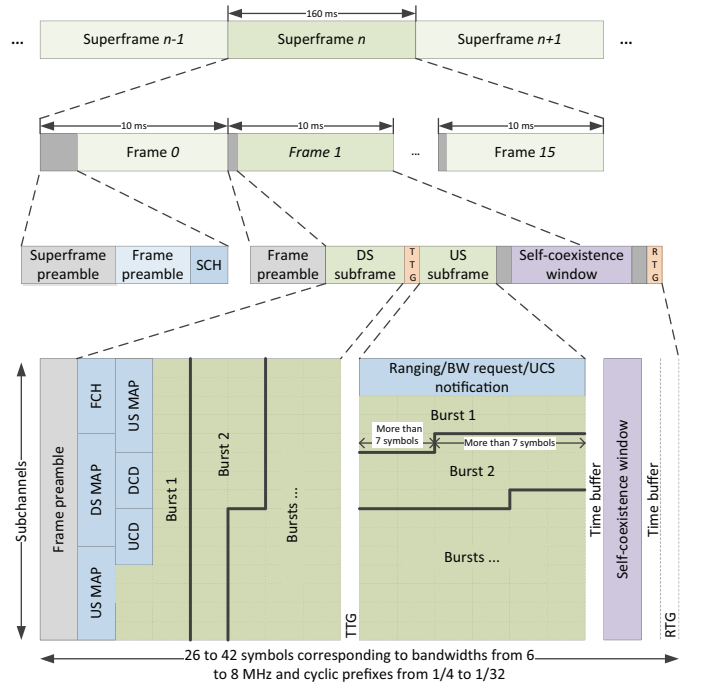 160 ms
... Superframe n-1 Superframe n Superframe n+1 ...
10 ms 10 ms 10 ms
Frame 0 Frame 1 ... Frame 15
Superframe preamble
Frame preamble
SCH
Frame preamble
DS subframe
TTG
US subframe
Self-coexistence window
RTG
Subchannels
Frame preamble
FCH
DS MAP
US MAP
US MAP
DCD
UCD
Burst 1
Burst 2
Bursts ...
TTG
Ranging/BW request/UCS
notification
Burst 1
More than
7 symbols
More than 7 symbols
Burst 2
Bursts ...
Time buffer
Self-coexistence window
Time buffer
RTG
26 to 42 symbols corresponding to bandwidths from 6
to 8 MHz and cyclic prefixes from 1/4 to 1/32